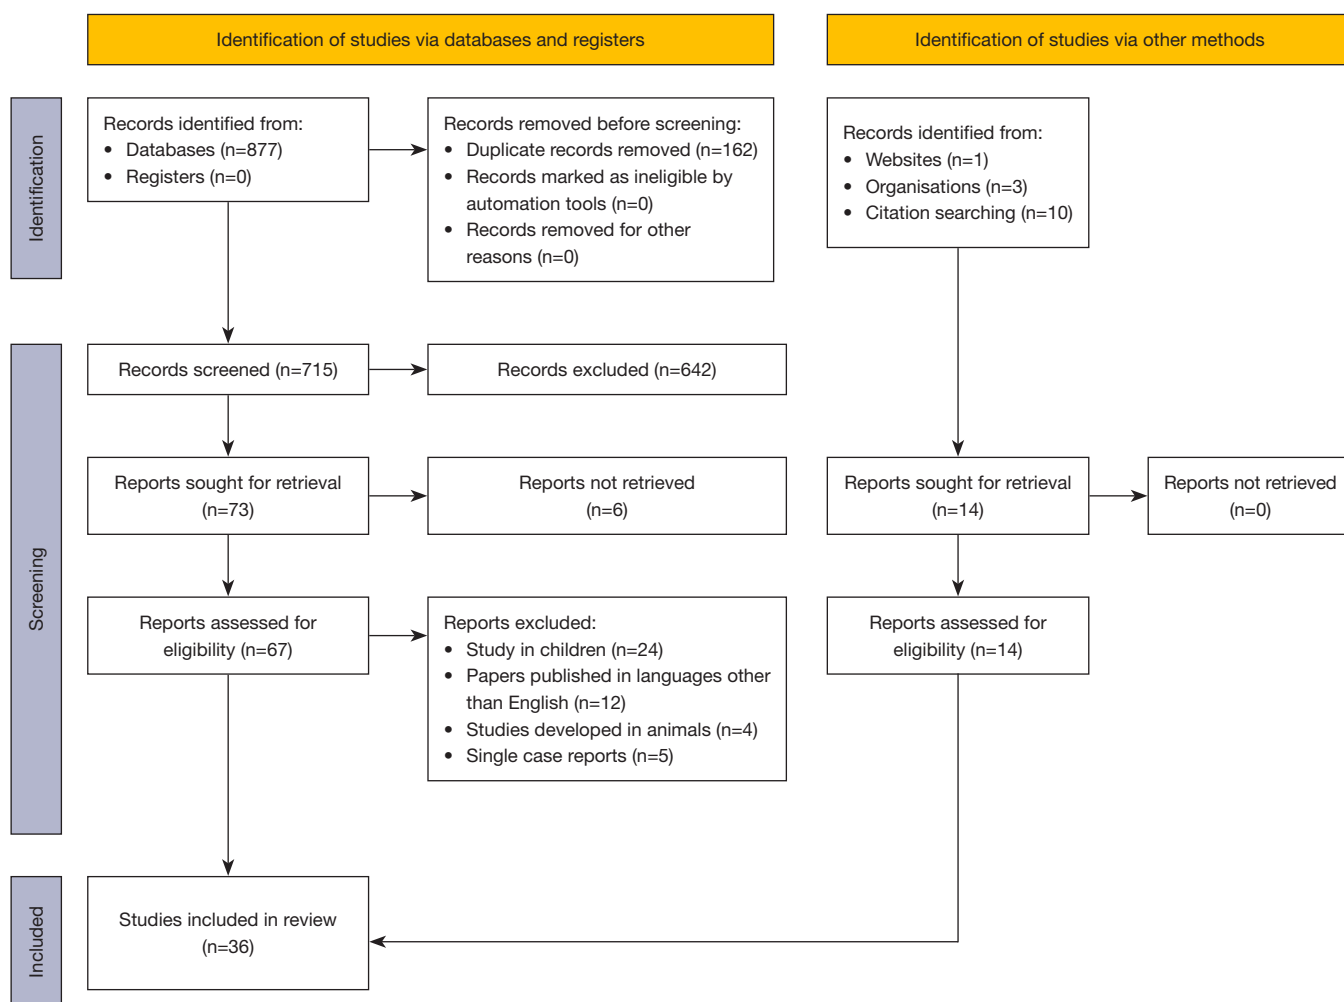 Identification of studies via databases and registers
Identification of studies via other methods
Identification
Records identified from:
• Databases (n=877)
• Registers (n=0)
Records removed before screening:
• Duplicate records removed (n=162)
• Records marked as ineligible by
automation tools (n=0)
• Records removed for other
reasons (n=0)
Records identified from:
• Websites (n=1)
• Organisations (n=3)
• Citation searching (n=10)
Screening
Records screened (n=715)
Records excluded (n=642)
Reports sought for retrieval
(n=73)
Reports not retrieved
(n=6)
Reports sought for retrieval
(n=14)
Reports not retrieved
(n=0)
Reports assessed for
eligibility (n=67)
Reports excluded:
• Study in children (n=24)
• Papers published in languages other
than English (n=12)
• Studies developed in animals (n=4)
• Single case reports (n=5)
Reports assessed for
eligibility (n=14)
Included
Studies included in review
(n=36)